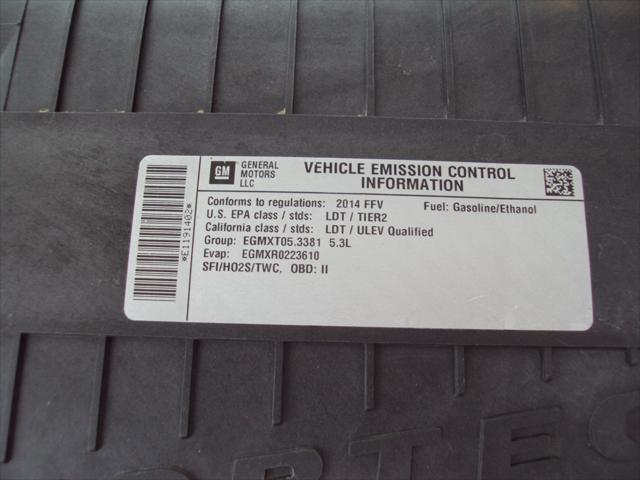 GM
GENERAL
MOTORS
LLC
VEHICLE EMISSION CONTROL
INFORMATION
Conforms to regulations: 2014 FFV Fuel: Gasoline/Ethanol
U.S. EPA class / stds: LDT / TIER2
California class / stds: LDT / ULEV Qualified
Group: EGMXT05.3381 5.3L
Evap: EGMXR0223610
SFI/HO2S/TWC, OBD: II
*E1191402*
ORTEC